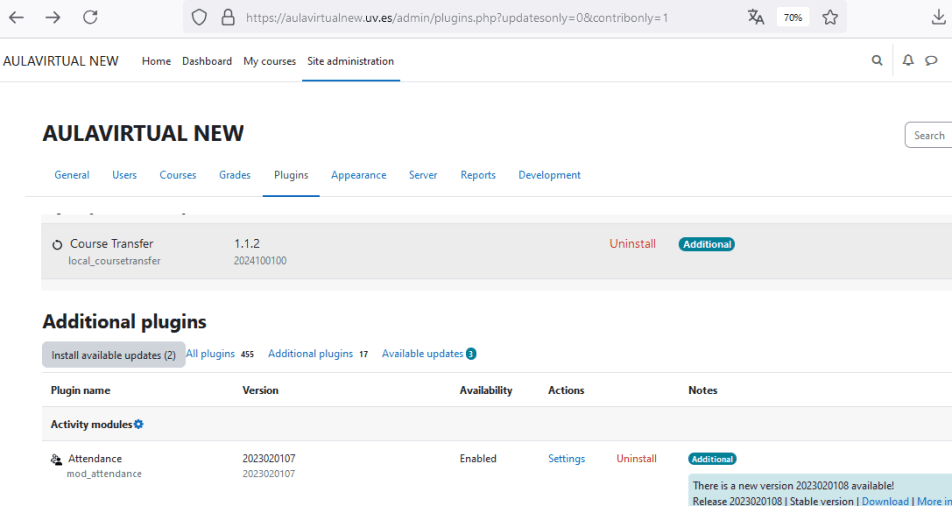 https://aulavirtualnew.uv.es/admin/plugins.php?updatesonly=0&contribonly=1 70%
AULAVIRTUAL NEW Home Dashboard My courses Site administration
AULAVIRTUAL NEW
Search
General Users Courses Grades Plugins Appearance Server Reports Development
Course Transfer 1.1.2 Uninstall Additional
local_coursetransfer 2024100100
Additional plugins
Install available updates (2) All plugins 455 Additional plugins 17 Available updates 3
Plugin name Version Availability Actions Notes
Activity modules
Attendance 2023020107 Enabled Settings Uninstall Additional
mod_attendance 2023020107
There is a new version 2023020108 available!
Release 2023020108 | Stable version | Download | More in